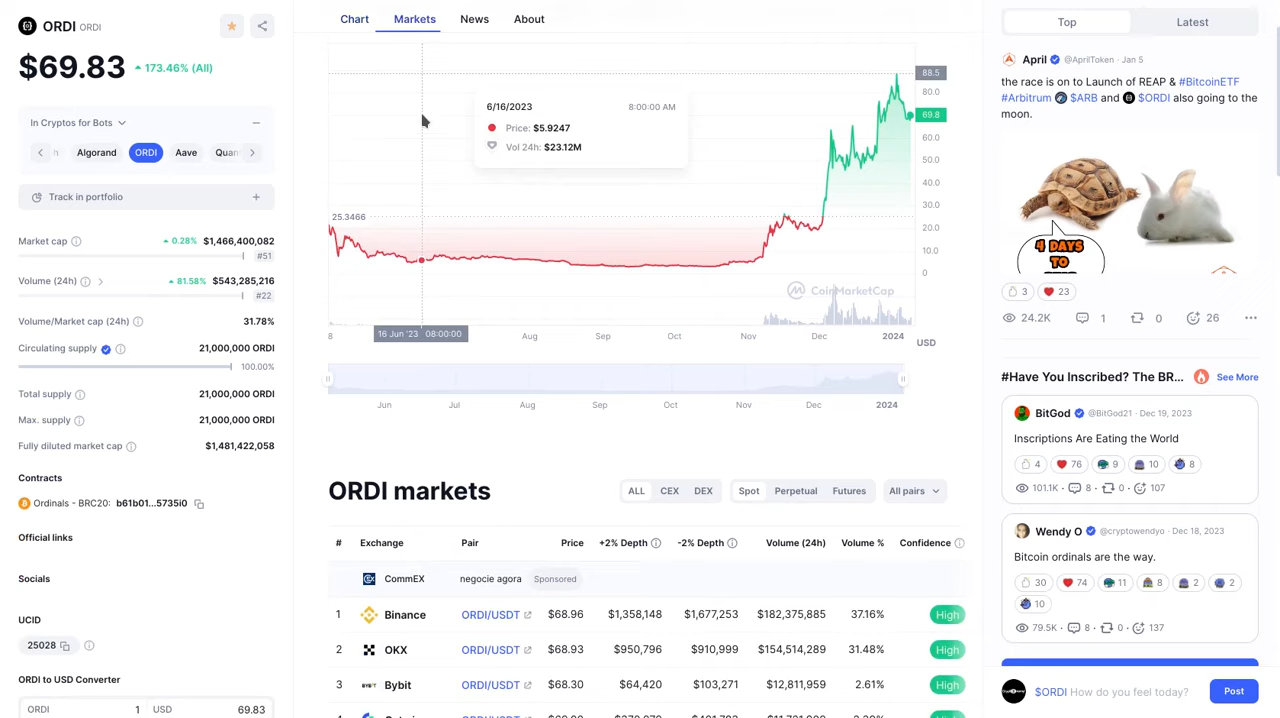 ORDI ORDI
$69.83 173.46% (All)
In Cryptos for Bots
Algorand ORDI Aave Quan
Track in portfolio
Market cap 0.28% $1,466,400,082
#51
Volume (24h) 81.58% $543,285,216
#22
Volume/Market cap (24h) 31.78%
Circulating supply 21,000,000 ORDI
100.00%
Total supply 21,000,000 ORDI
Max. supply 21,000,000 ORDI
Fully diluted market cap $1,481,422,058
Contracts
Ordinals - BRC20: b61b01...5735i0
Official links
Socials
UCID
25028
ORDI to USD Converter
ORDI 1 USD 69.83
Chart Markets News About
88.5
80.0
69.8
60.0
50.0
40.0
30.0
20.0
10.0
0
6/16/2023 8:00:00 AM
Price: $5.9247
Vol 24h: $23.12M
25.3466
CoinMarketCap
8 16 Jun '23 08:00:00 Aug Sep Oct Nov Dec 2024
USD
Jun Jul Aug Sep Oct Nov Dec 2024
ORDI markets
ALL CEX DEX Spot Perpetual Futures All pairs
# Exchange Pair Price +2% Depth -2% Depth Volume (24h) Volume % Confidence
CommEX negocie agora Sponsored
1 Binance ORDI/USDT $68.96 $1,358,148 $1,677,253 $182,375,885 37.16% High
2 OKX ORDI/USDT $68.93 $950,796 $910,999 $154,514,289 31.48% High
3 Bybit ORDI/USDT $68.30 $64,420 $103,271 $12,811,959 2.61% High
Top Latest
April @AprilToken · Jan 5
the race is on to Launch of REAP & #BitcoinETF
#Arbitrum $ARB and $ORDI also going to the
moon.
4 DAYS
TO
3 23
24.2K 1 0 26
#Have You Inscribed? The BR... See More
BitGod @BitGod21 · Dec 19, 2023
Inscriptions Are Eating the World
4 76 9 10 8
101.1K 8 0 107
Wendy O @cryptowendyo · Dec 18, 2023
Bitcoin ordinals are the way.
30 74 11 8 2 2
10
79.5K 8 0 137
$ORDI How do you feel today? Post